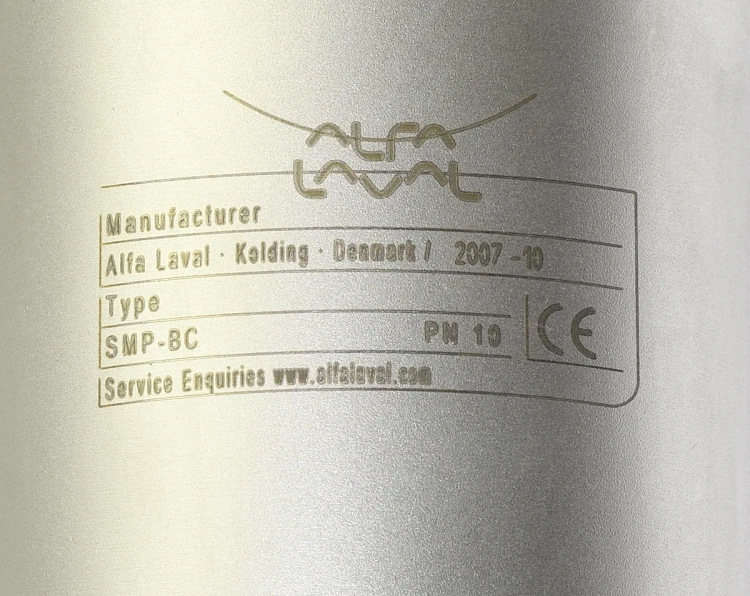 ALFA
LAVAL
Manufacturer
Alfa Laval · Kolding · Denmark / 2007-10
Type
SMP-BC PN 10 CE
Service Enquiries www.alfalaval.com